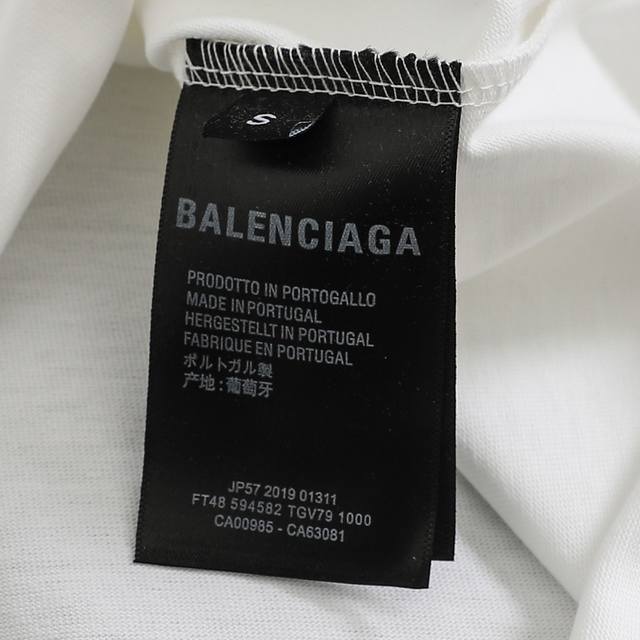 S
BALENCIAGA
PRODOTTO IN PORTOGALLO
MADE IN PORTUGAL
HERGESTELLT IN PORTUGAL
FABRIQUE EN PORTUGAL
ポルトガル製
产地:葡萄牙
JP57 2019 01311
FT48 594582 TGV79 1000
CA00985 - CA63081